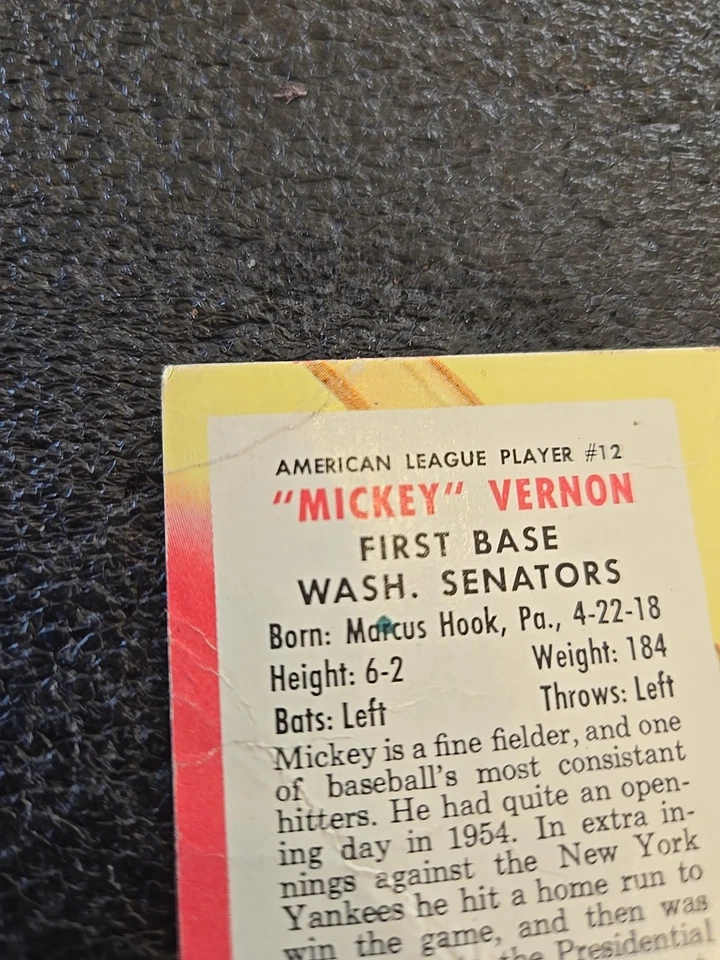 AMERICAN LEAGUE PLAYER #12
"MICKEY" VERNON
FIRST BASE
WASH. SENATORS
Born: Marcus Hook, Pa., 4-22-18
Height: 6-2 Weight: 184
Bats: Left Throws: Left
Mickey is a fine fielder, and one
of baseball's most consistant
hitters. He had quite an open-
ing day in 1954. In extra in-
nings against the New York
Yankees he hit a home run to
win the game, and then was
the Presidential